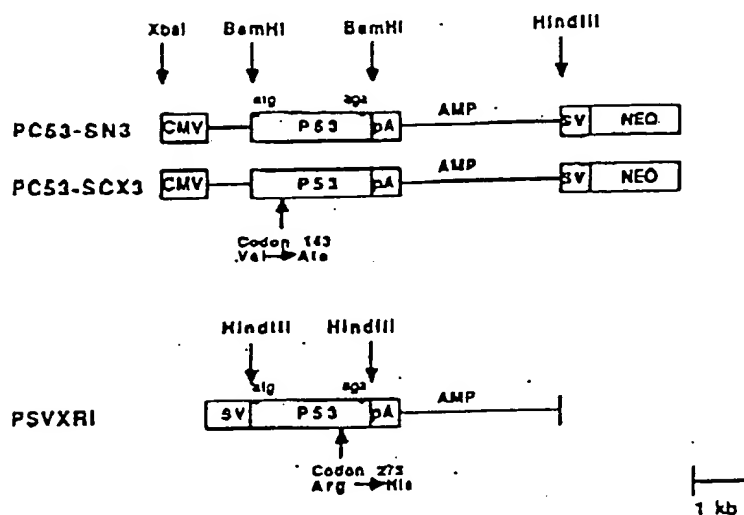 XbaI BamHI BamHI HindIII
atg aga AMP
PC53-SN3 CMV P53 pA SV NEO
AMP
PC53-SCX3 CMV P53 pA SV NEO
Codon 143
Val Ala
HindIII HindIII
atg aga AMP
PSVXRI SV P53 pA
Codon 273
Arg His
1 kb